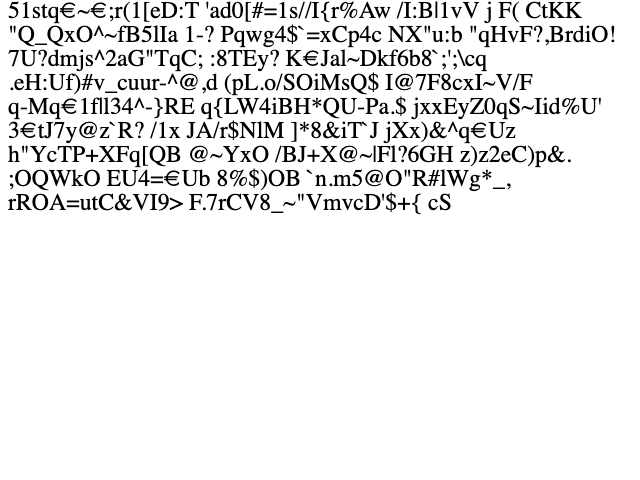 51stq€~€;r(1[eD:T 'ad0[#=1s//I{r%Aw /I:B|1vV j F( CtKK
"Q_QxO^~fB5lIa 1-? Pqwg4$`=xCp4c NX"u:b "qHvF?,BrdiO!
7U?dmjs^2aG"TqC; :8TEy? K€Jal~Dkf6b8`;';\cq
.eH:Uf)#v_cuur-^@,d (pL.o/SOiMsQ$ I@7F8cxI~V/F
q-Mq€1fll34^-}RE q{LW4iBH*QU-Pa.$ jxxEyZ0qS~Iid%U'
3€tJ7y@z`R? /1x JA/r$NlM ]*8&iT`J jXx)&^q€Uz
h"YcTP+XFq[QB @~YxO /BJ+X@~|Fl?6GH z)z2eC)p&.
;OQWkO EU4=€Ub 8%$)OB `n.m5@O"R#lWg*_,
rROA=utC&VI9> F.7rCV8_~"VmvcD'$+{ cS